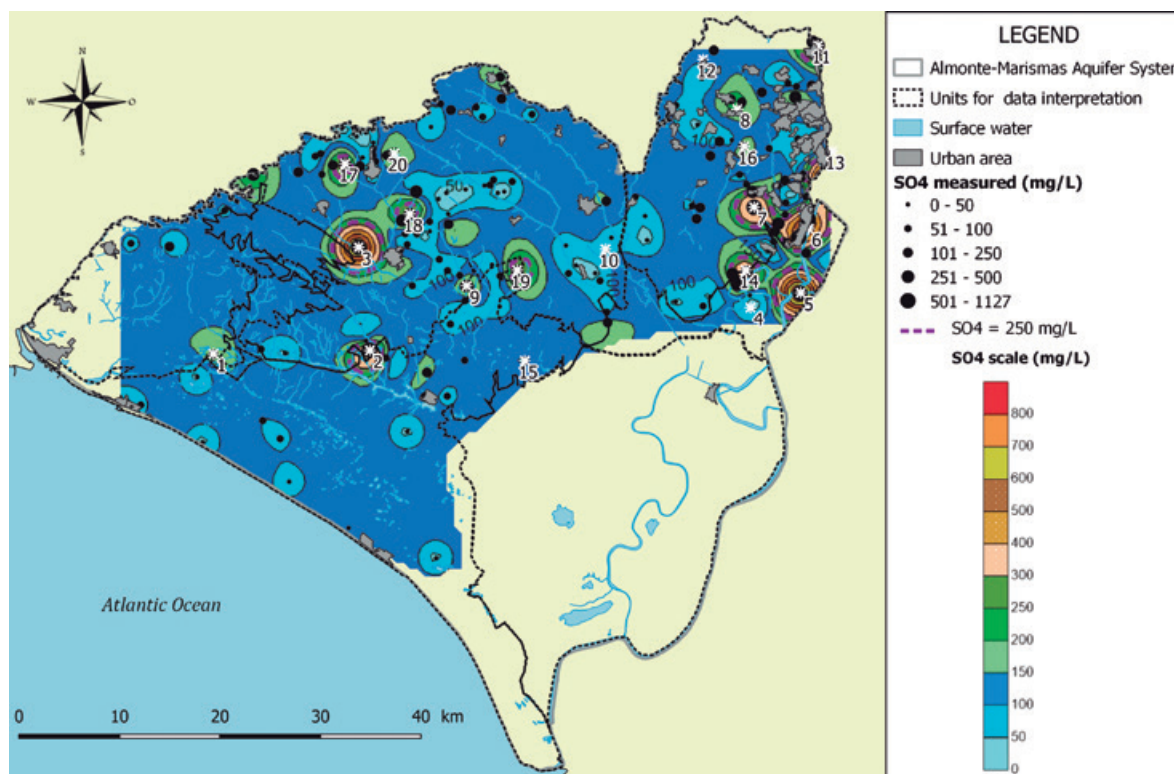 N
W
O
S
11
12
8
16
13
100
20
17
50
7
18
6
3
10
19
14
100
100
9
100
100
5
4
1
2
15
Atlantic Ocean
0 10 20 30 40 km
LEGEND
Almonte-Marismas Aquifer System
Units for data interpretation
Surface water
Urban area
SO4 measured (mg/L)
0 - 50
51 - 100
101 - 250
251 - 500
501 - 1127
SO4 = 250 mg/L
SO4 scale (mg/L)
800
700
600
500
400
300
250
200
150
100
50
0